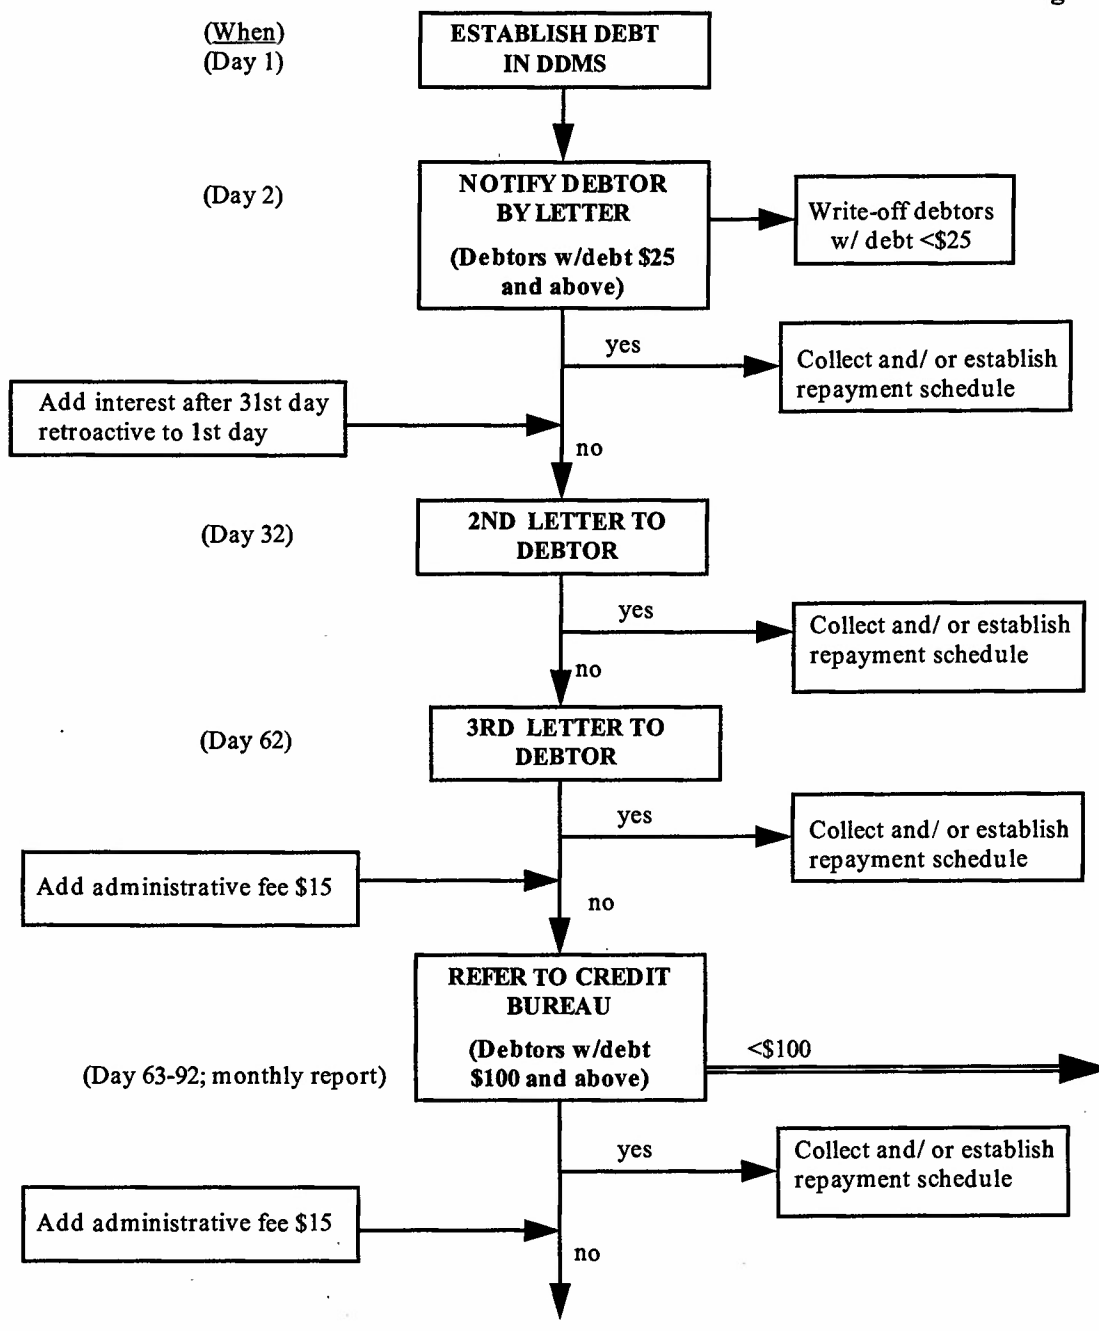 (When)
(Day 1)
ESTABLISH DEBT
IN DDMS
(Day 2)
NOTIFY DEBTOR
BY LETTER
(Debtors w/debt $25
and above)
Write-off debtors
w/ debt <$25
yes
Collect and/ or establish
repayment schedule
Add interest after 31st day
retroactive to 1st day
no
(Day 32)
2ND LETTER TO
DEBTOR
yes
Collect and/ or establish
repayment schedule
no
(Day 62)
3RD LETTER TO
DEBTOR
yes
Collect and/ or establish
repayment schedule
Add administrative fee $15
no
REFER TO CREDIT
BUREAU
(Debtors w/debt
$100 and above)
<$100
(Day 63-92; monthly report)
yes
Collect and/ or establish
repayment schedule
Add administrative fee $15
no